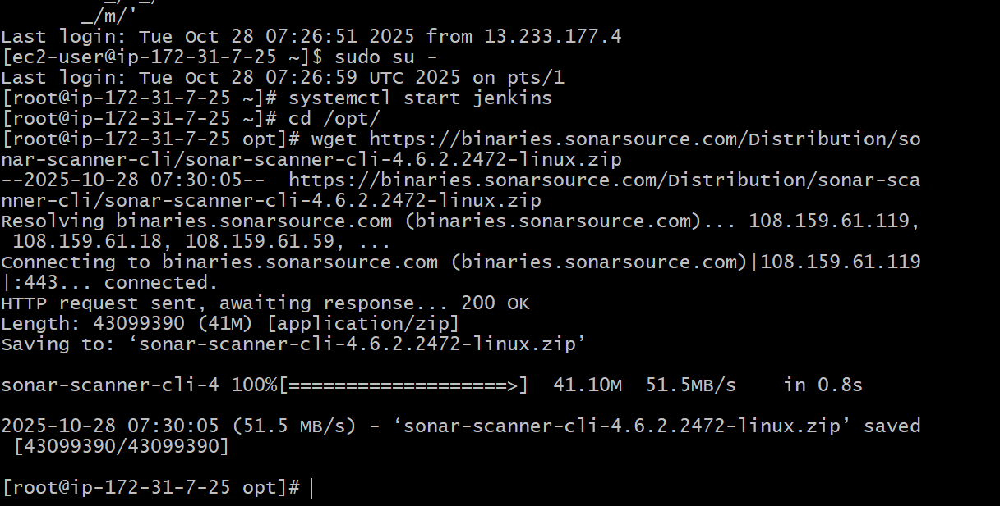 _/m/'
Last login: Tue Oct 28 07:26:51 2025 from 13.233.177.4
[ec2-user@ip-172-31-7-25 ~]$ sudo su -
Last login: Tue Oct 28 07:26:59 UTC 2025 on pts/1
[root@ip-172-31-7-25 ~]# systemctl start jenkins
[root@ip-172-31-7-25 ~]# cd /opt/
[root@ip-172-31-7-25 opt]# wget https://binaries.sonarsource.com/Distribution/so
nar-scanner-cli/sonar-scanner-cli-4.6.2.2472-linux.zip
--2025-10-28 07:30:05--  https://binaries.sonarsource.com/Distribution/sonar-sca
nner-cli/sonar-scanner-cli-4.6.2.2472-linux.zip
Resolving binaries.sonarsource.com (binaries.sonarsource.com)... 108.159.61.119,
 108.159.61.18, 108.159.61.59, ...
Connecting to binaries.sonarsource.com (binaries.sonarsource.com)|108.159.61.119
|:443... connected.
HTTP request sent, awaiting response... 200 OK
Length: 43099390 (41M) [application/zip]
Saving to: ‘sonar-scanner-cli-4.6.2.2472-linux.zip’
sonar-scanner-cli-4 100%[===================>]  41.10M  51.5MB/s    in 0.8s
2025-10-28 07:30:05 (51.5 MB/s) - ‘sonar-scanner-cli-4.6.2.2472-linux.zip’ saved
 [43099390/43099390]
[root@ip-172-31-7-25 opt]#